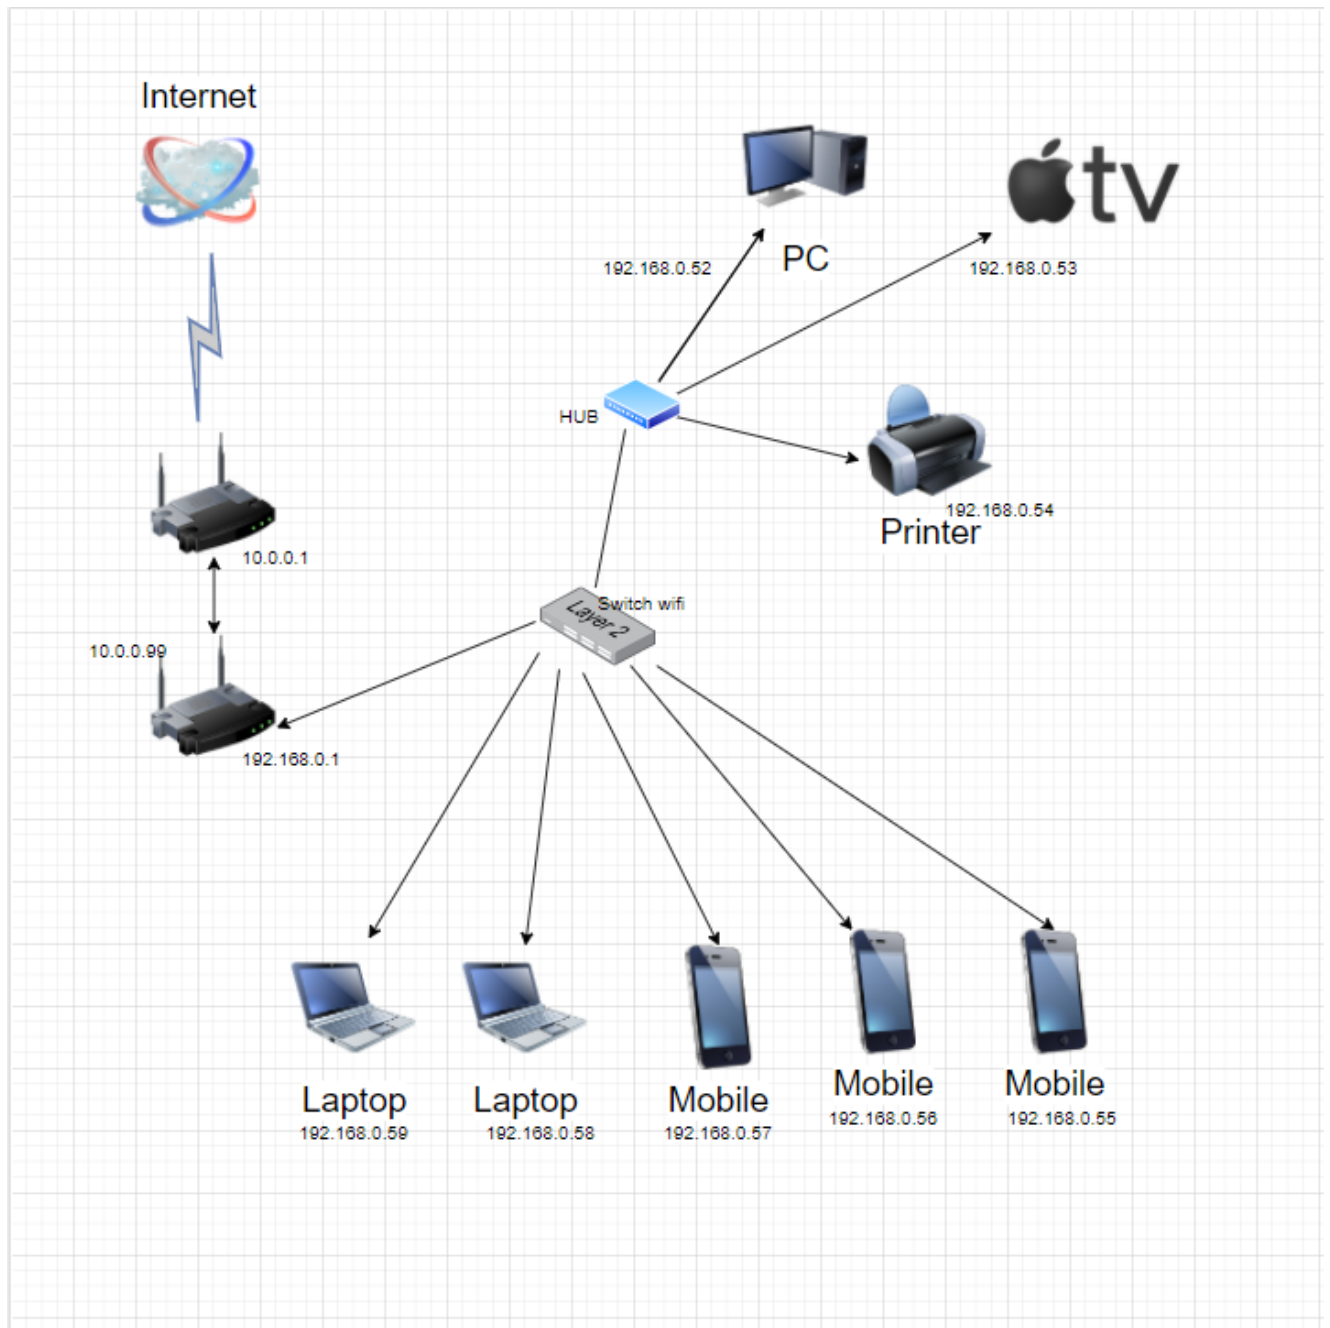 Internet
tv
PC
192.168.0.52
192.168.0.53
HUB
192.168.0.54
Printer
10.0.0.1
Switch wifi
Layer 2
10.0.0.99
192.168.0.1
Laptop
192.168.0.59
Laptop
192.168.0.58
Mobile
192.168.0.57
Mobile
192.168.0.56
Mobile
192.168.0.55